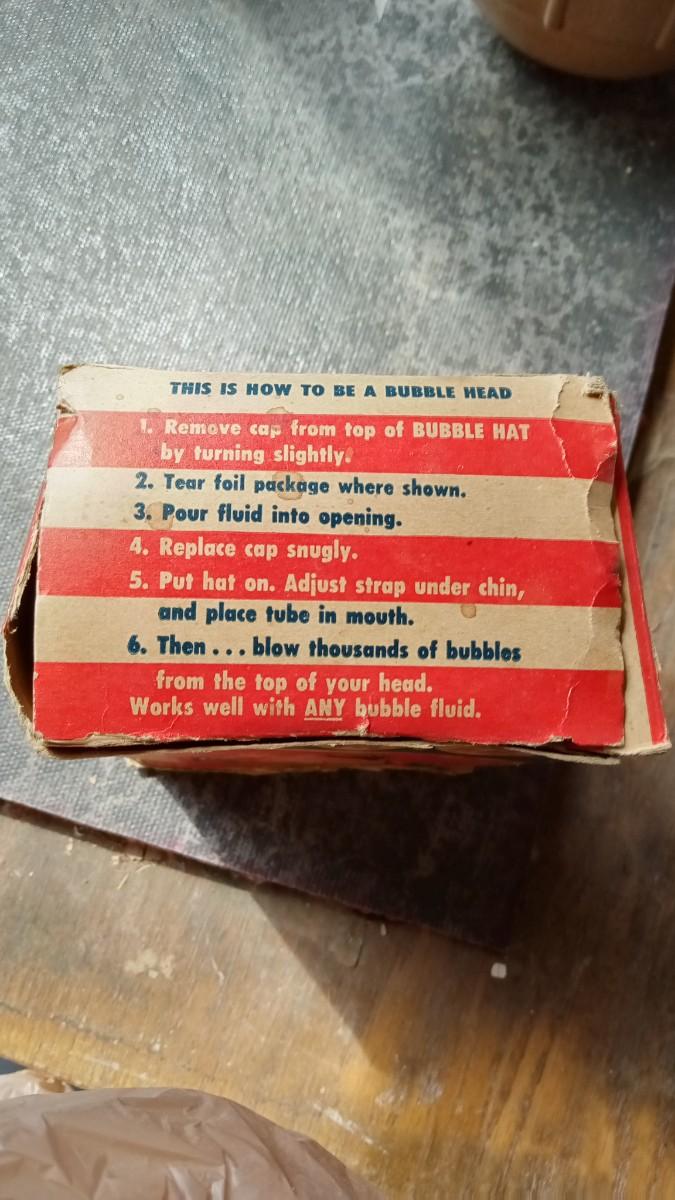 THIS IS HOW TO BE A BUBBLE HEAD
1. Remove cap from top of BUBBLE HAT
by turning slightly.
2. Tear foil package where shown.
3. Pour fluid into opening.
4. Replace cap snugly.
5. Put hat on. Adjust strap under chin,
and place tube in mouth.
6. Then . . . blow thousands of bubbles
from the top of your head.
Works well with ANY bubble fluid.